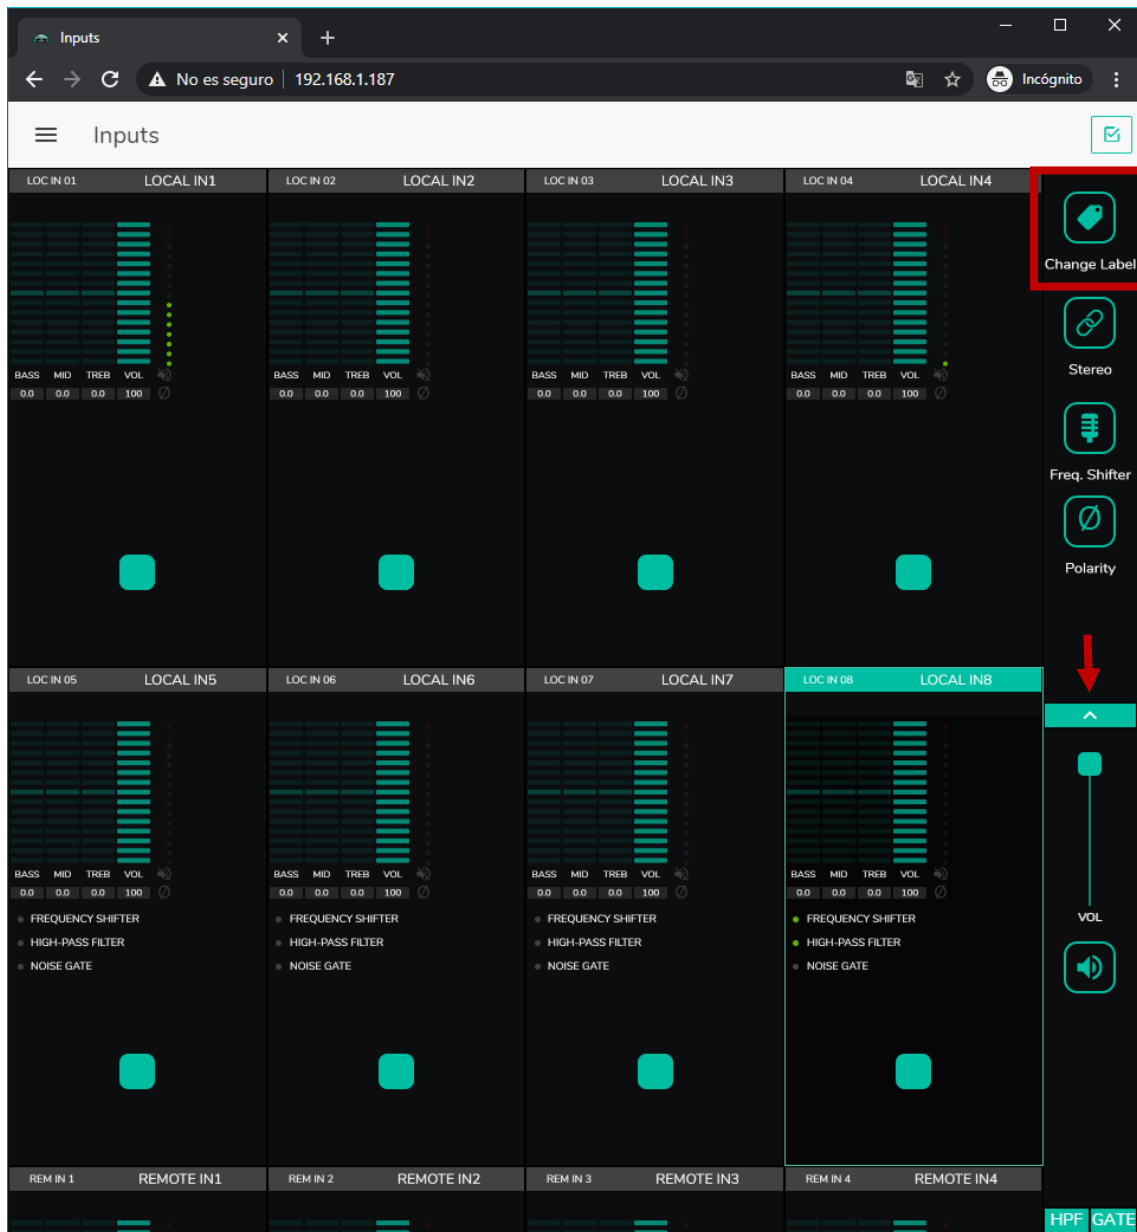 Inputs
No es seguro 192.168.1.187 Incógnito
Inputs
LOC IN 01 LOCAL IN1 LOC IN 02 LOCAL IN2 LOC IN 03 LOCAL IN3 LOC IN 04 LOCAL IN4
Change Label
Stereo
BASS MID TREB VOL BASS MID TREB VOL BASS MID TREB VOL BASS MID TREB VOL
0.0 0.0 0.0 100 0.0 0.0 0.0 100 0.0 0.0 0.0 100 0.0 0.0 0.0 100
Freq. Shifter
Polarity
LOC IN 05 LOCAL IN5 LOC IN 06 LOCAL IN6 LOC IN 07 LOCAL IN7 LOC IN 08 LOCAL IN8
BASS MID TREB VOL BASS MID TREB VOL BASS MID TREB VOL BASS MID TREB VOL
0.0 0.0 0.0 100 0.0 0.0 0.0 100 0.0 0.0 0.0 100 0.0 0.0 0.0 100
FREQUENCY SHIFTER FREQUENCY SHIFTER FREQUENCY SHIFTER FREQUENCY SHIFTER VOL
HIGH-PASS FILTER HIGH-PASS FILTER HIGH-PASS FILTER HIGH-PASS FILTER
NOISE GATE NOISE GATE NOISE GATE NOISE GATE
REM IN 1 REMOTE IN1 REM IN 2 REMOTE IN2 REM IN 3 REMOTE IN3 REM IN 4 REMOTE IN4
HPF GATE